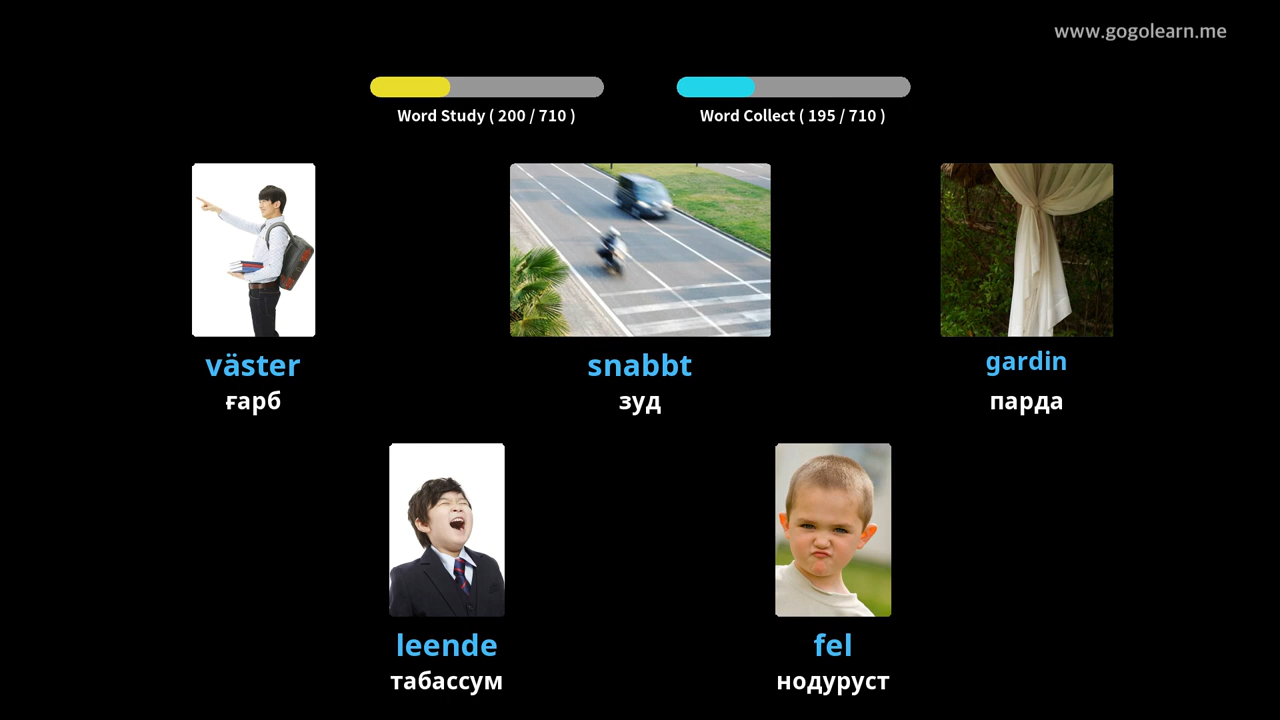 www.gogolearn.me
Word Study ( 200 / 710 )
Word Collect ( 195 / 710 )
väster
ғарб
snabbt
зуд
gardin
парда
leende
табассум
fel
нодуруст